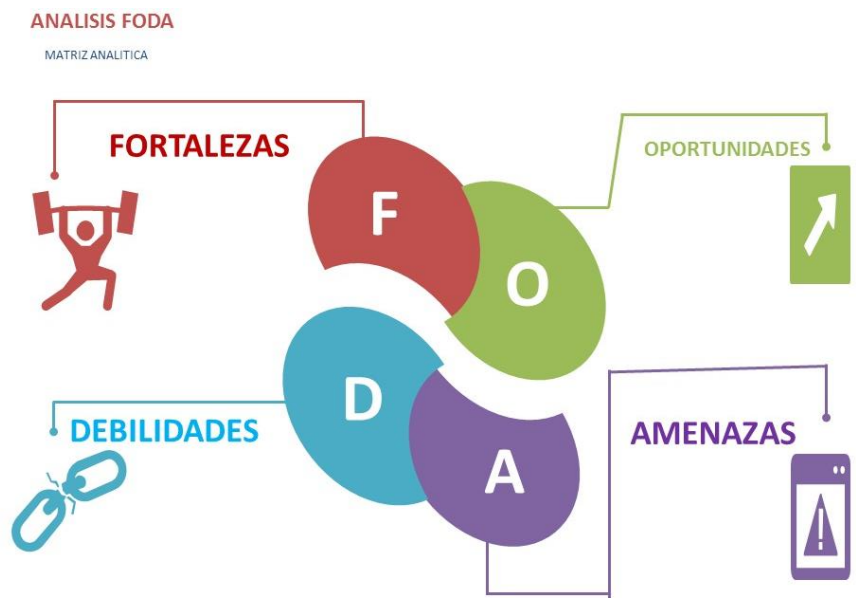 ANALISIS FODA
MATRIZ ANALITICA
FORTALEZAS
OPORTUNIDADES
F
O
D
A
DEBILIDADES
AMENAZAS
!